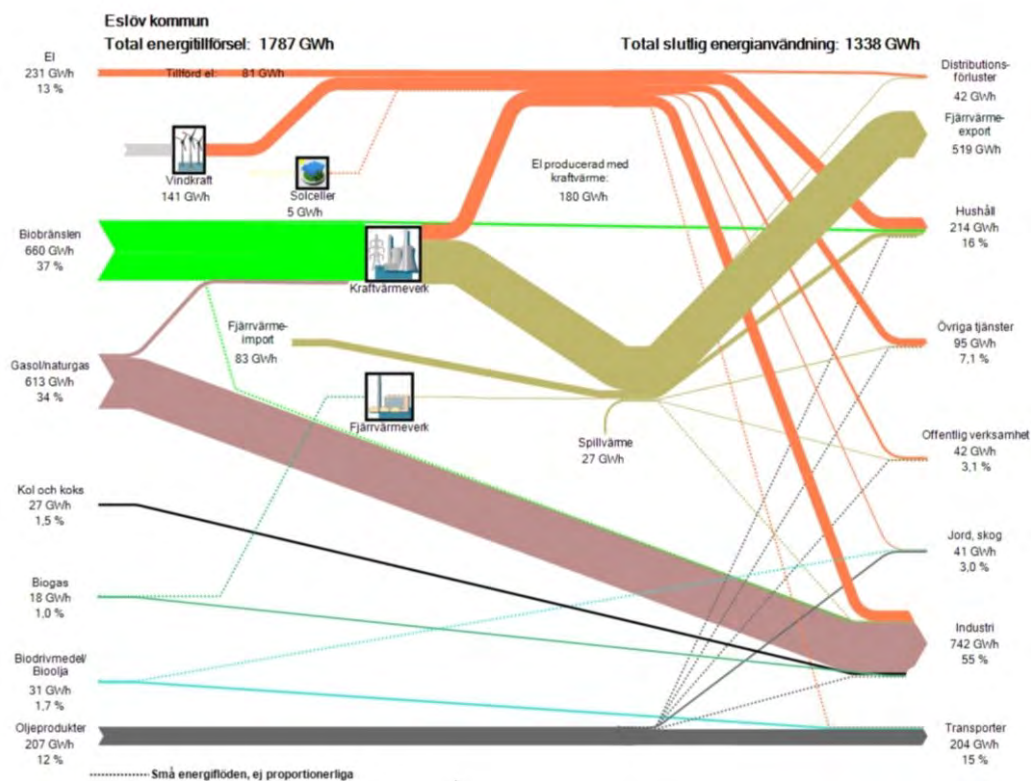 Eslöv kommun
Total energitillförsel: 1787 GWh
Total slutlig energianvändning: 1338 GWh
El
231 GWh
13 %
Tillförd el: 81 GWh
Vindkraft
141 GWh
Solceller
5 GWh
El producerad med
kraftvärme:
180 GWh
Biobränslen
660 GWh
37 %
Kraftvärmeverk
Fjärrvärme-
import
83 GWh
Gasol/naturgas
613 GWh
34 %
Fjärrvärmeverk
Spillvärme
27 GWh
Kol och koks
27 GWh
1,5 %
Biogas
18 GWh
1,0 %
Biodrivmedel/
Bioolja
31 GWh
1,7 %
Oljeprodukter
207 GWh
12 %
Distributions-
förluster
42 GWh
Fjärrvärme-
export
519 GWh
Hushåll
214 GWh
16 %
Övriga tjänster
95 GWh
7,1 %
Offentlig verksamhet
42 GWh
3,1 %
Jord, skog
41 GWh
3,0 %
Industri
742 GWh
55 %
Transporter
204 GWh
15 %
Små energiflöden, ej proportionerliga